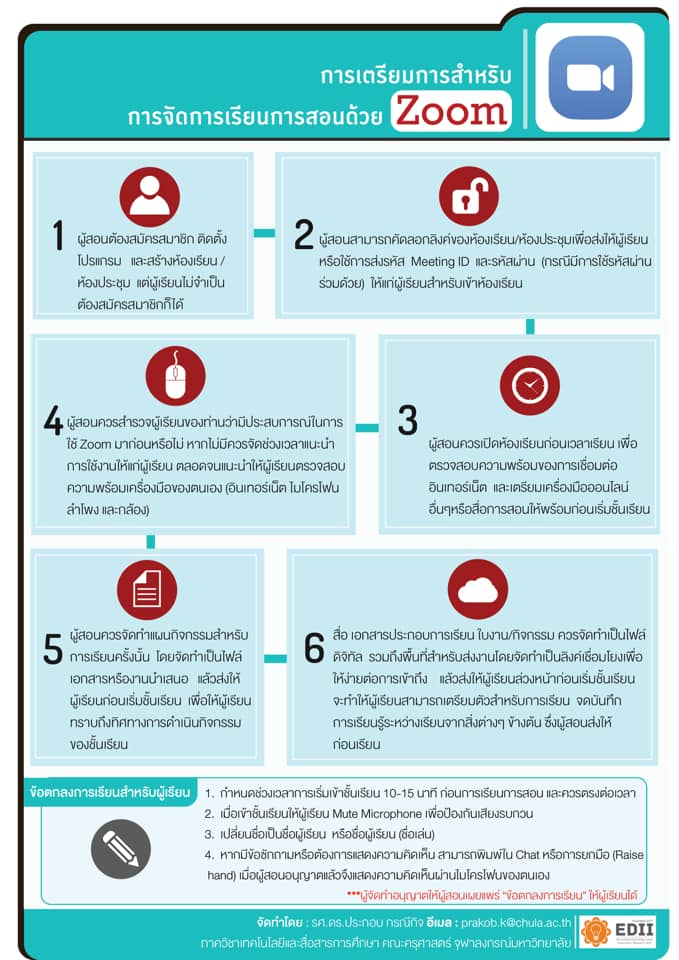 การเตรียมการสำหรับ
การจัดการเรียนการสอนด้วย Zoom
1 ผู้สอนต้องสมัครสมาชิก ติดตั้ง
โปรแกรม และสร้างห้องเรียน /
ห้องประชุม แต่ผู้เรียนไม่จำเป็น
ต้องสมัครสมาชิกก็ได้
2 ผู้สอนสามารถคัดลอกลิงค์ของห้องเรียน/ห้องประชุมเพื่อส่งให้ผู้เรียน
หรือใช้การส่งรหัส Meeting ID และรหัสผ่าน (กรณีมีการใช้รหัสผ่าน
ร่วมด้วย) ให้แก่ผู้เรียนสำหรับเข้าห้องเรียน
3
ผู้สอนควรเปิดห้องเรียนก่อนเวลาเรียน เพื่อ
ตรวจสอบความพร้อมของการเชื่อมต่อ
อินเทอร์เน็ต และเตรียมเครื่องมือออนไลน์
อื่นๆหรือสื่อการสอนให้พร้อมก่อนเริ่มชั้นเรียน
4 ผู้สอนควรสำรวจผู้เรียนของท่านว่ามีประสบการณ์ในการ
ใช้ Zoom มาก่อนหรือไม่ หากไม่มีควรจัดช่วงเวลาแนะนำ
การใช้งานให้แก่ผู้เรียน ตลอดจนแนะนำให้ผู้เรียนตรวจสอบ
ความพร้อมเครื่องมือของตนเอง (อินเทอร์เน็ต ไมโครโฟน
ลำโพง และกล้อง)
5 ผู้สอนควรจัดทำแผนกิจกรรมสำหรับ
การเรียนครั้งนั้น โดยจัดทำเป็นไฟล์
เอกสารหรืองานนำเสนอ แล้วส่งให้
ผู้เรียนก่อนเริ่มชั้นเรียน เพื่อให้ผู้เรียน
ทราบถึงทิศทางการดำเนินกิจกรรม
ของชั้นเรียน
6 สื่อ เอกสารประกอบการเรียน ใบงาน/กิจกรรม ควรจัดทำเป็นไฟล์
ดิจิทัล รวมถึงพื้นที่สำหรับส่งงานโดยจัดทำเป็นลิงค์เชื่อมโยงเพื่อ
ให้ง่ายต่อการเข้าถึง แล้วส่งให้ผู้เรียนล่วงหน้าก่อนเริ่มชั้นเรียน
จะทำให้ผู้เรียนสามารถเตรียมตัวสำหรับการเรียน จดบันทึก
การเรียนรู้ระหว่างเรียนจากสิ่งต่างๆ ข้างต้น ซึ่งผู้สอนส่งให้
ก่อนเรียน
ข้อตกลงการเรียนสำหรับผู้เรียน
1. กำหนดช่วงเวลาการเริ่มเข้าชั้นเรียน 10-15 นาที ก่อนการเรียนการสอน และควรตรงต่อเวลา
2. เมื่อเข้าชั้นเรียนให้ผู้เรียน Mute Microphone เพื่อป้องกันเสียงรบกวน
3. เปลี่ยนชื่อเป็นชื่อผู้เรียน หรือชื่อผู้เรียน (ชื่อเล่น)
4. หากมีข้อซักถามหรือต้องการแสดงความคิดเห็น สามารถพิมพ์ใน Chat หรือการยกมือ (Raise
hand) เมื่อผู้สอนอนุญาตแล้วจึงแสดงความคิดเห็นผ่านไมโครโฟนของตนเอง
***ผู้จัดทำอนุญาตให้ผู้สอนเผยแพร่ "ข้อตกลงการเรียน" ให้ผู้เรียนได้
จัดทำโดย : รศ.ดร.ประกอบ กรณีกิจ อีเมล : prakob.k@chula.ac.th
ภาควิชาเทคโนโลยีและสื่อสารการศึกษา คณะครุศาสตร์ จุฬาลงกรณ์มหาวิทยาลัย
EDII